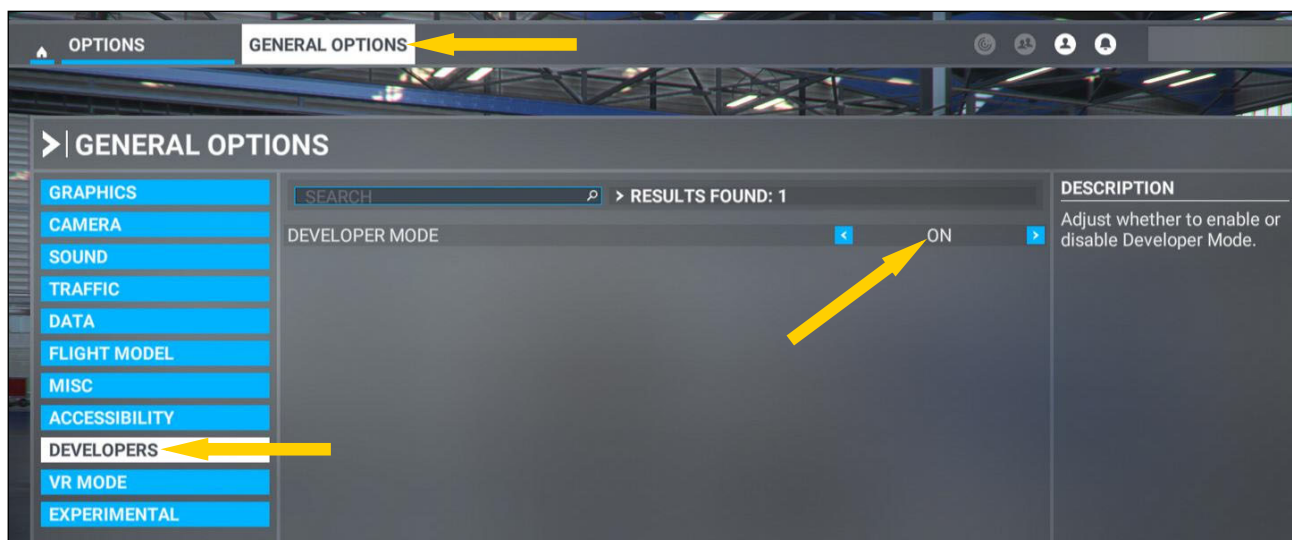 OPTIONS
GENERAL OPTIONS
GENERAL OPTIONS
GRAPHICS
CAMERA
SOUND
TRAFFIC
DATA
FLIGHT MODEL
MISC
ACCESSIBILITY
DEVELOPERS
VR MODE
EXPERIMENTAL
SEARCH
> RESULTS FOUND: 1
DEVELOPER MODE
ON
DESCRIPTION
Adjust whether to enable or
disable Developer Mode.